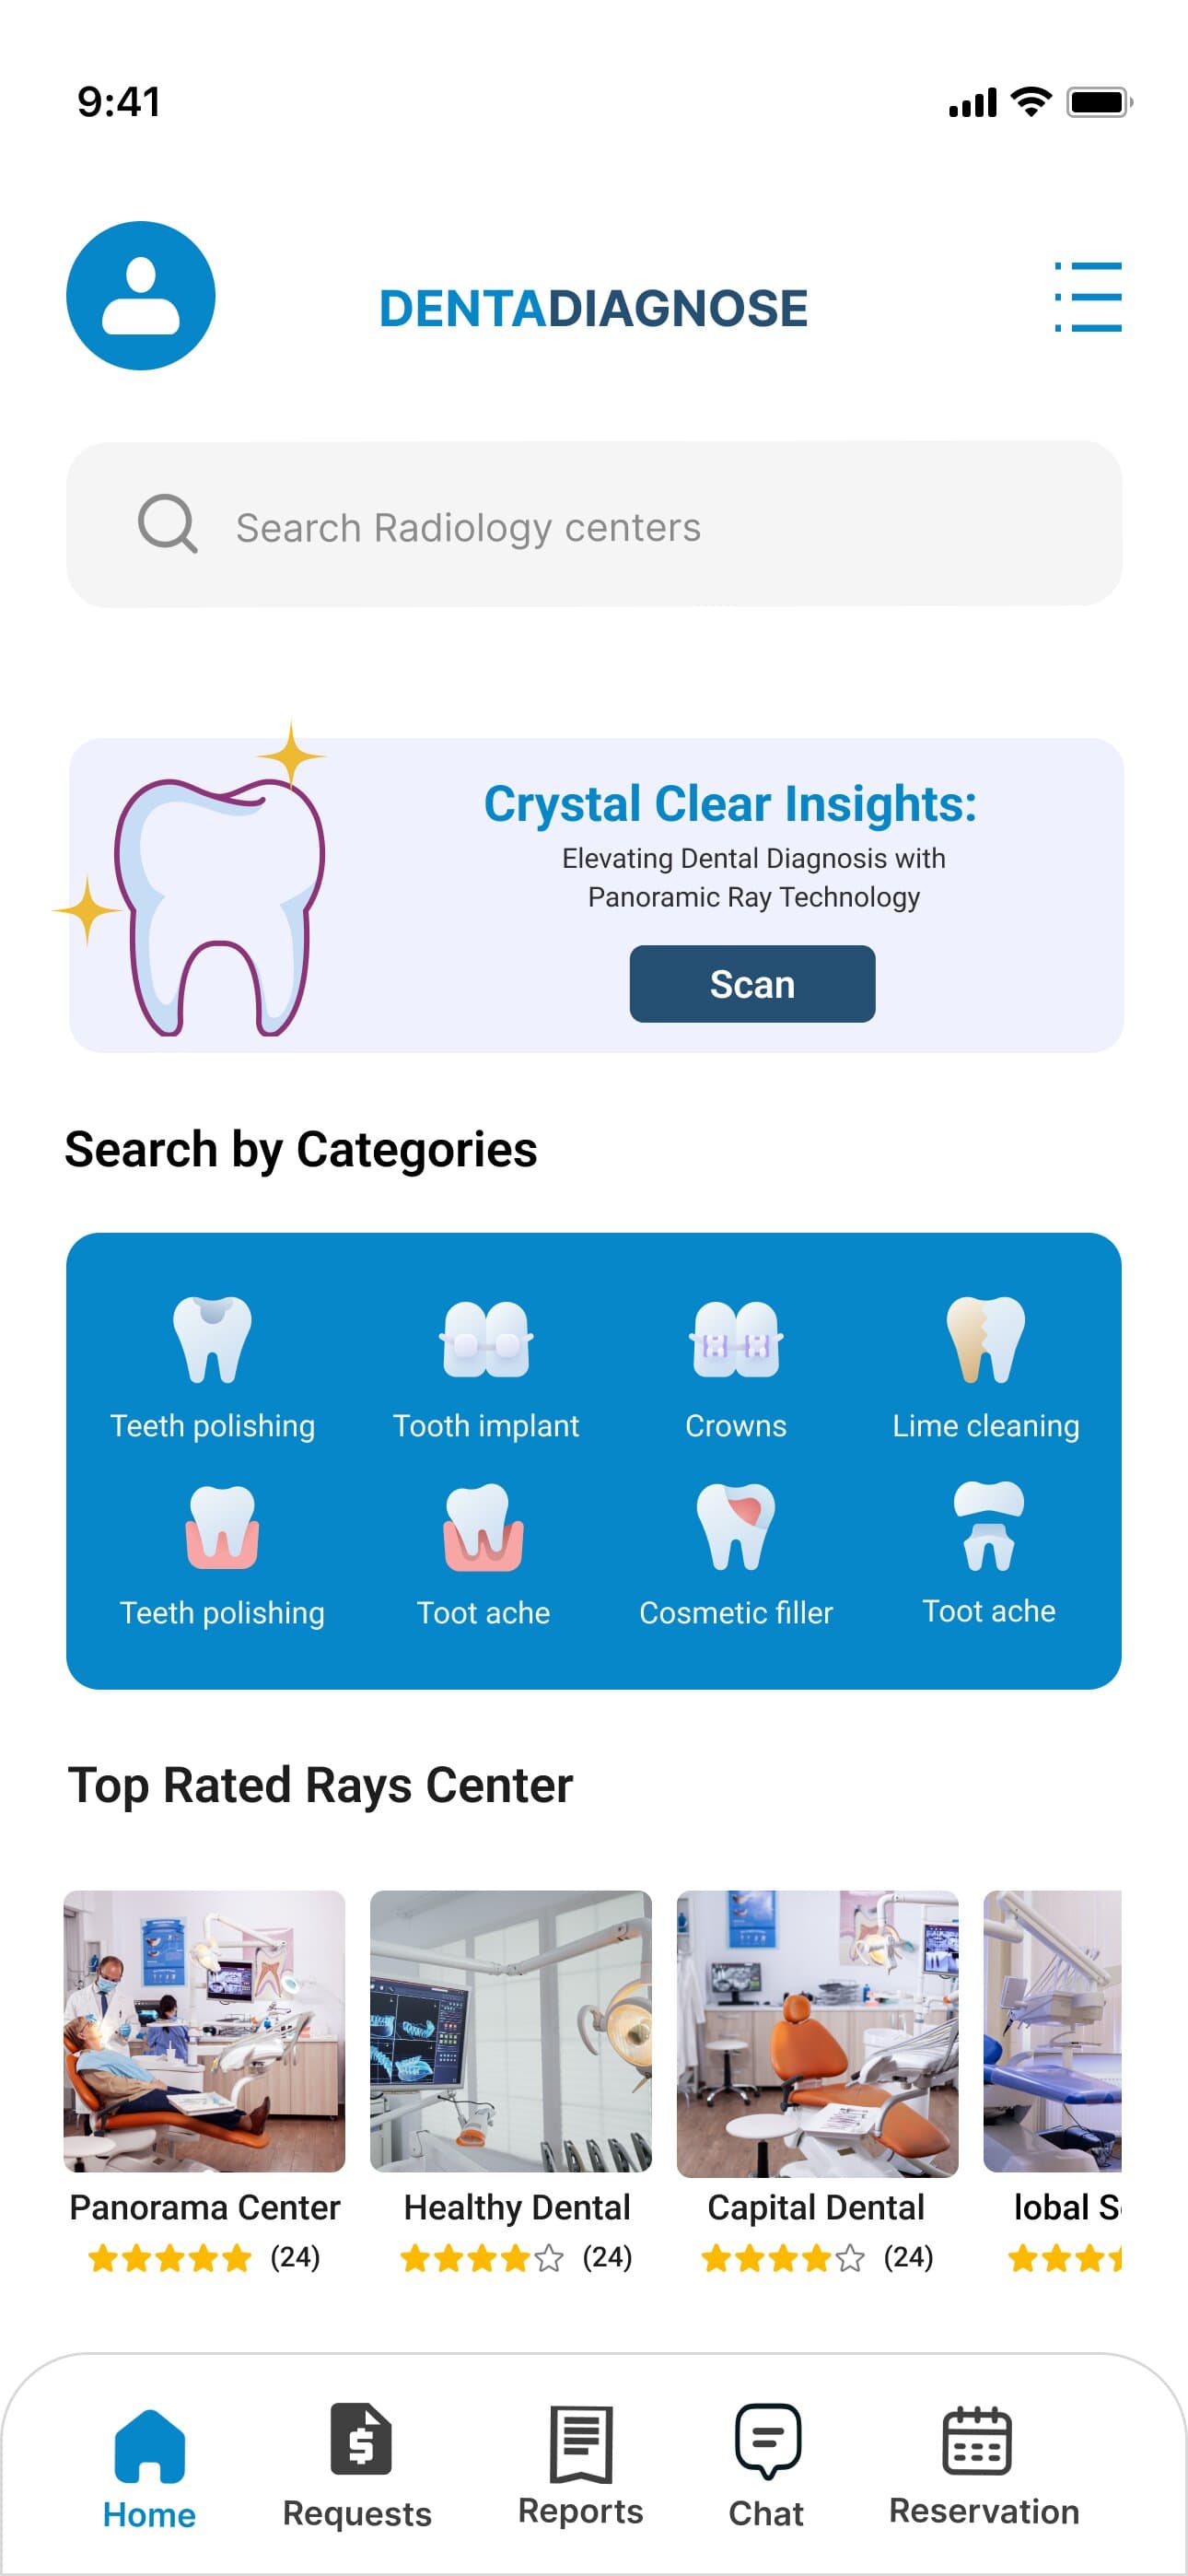 9:41
DENTADIAGNOSE
Search Radiology centers
Crystal Clear Insights:
Elevating Dental Diagnosis with
Panoramic Ray Technology
Scan
Search by Categories
Teeth polishing Tooth implant Crowns Lime cleaning
Teeth polishing Toot ache Cosmetic filler Toot ache
Top Rated Rays Center
Panorama Center Healthy Dental Capital Dental lobal
(24) (24) (24)
Home Requests Reports Chat Reservation